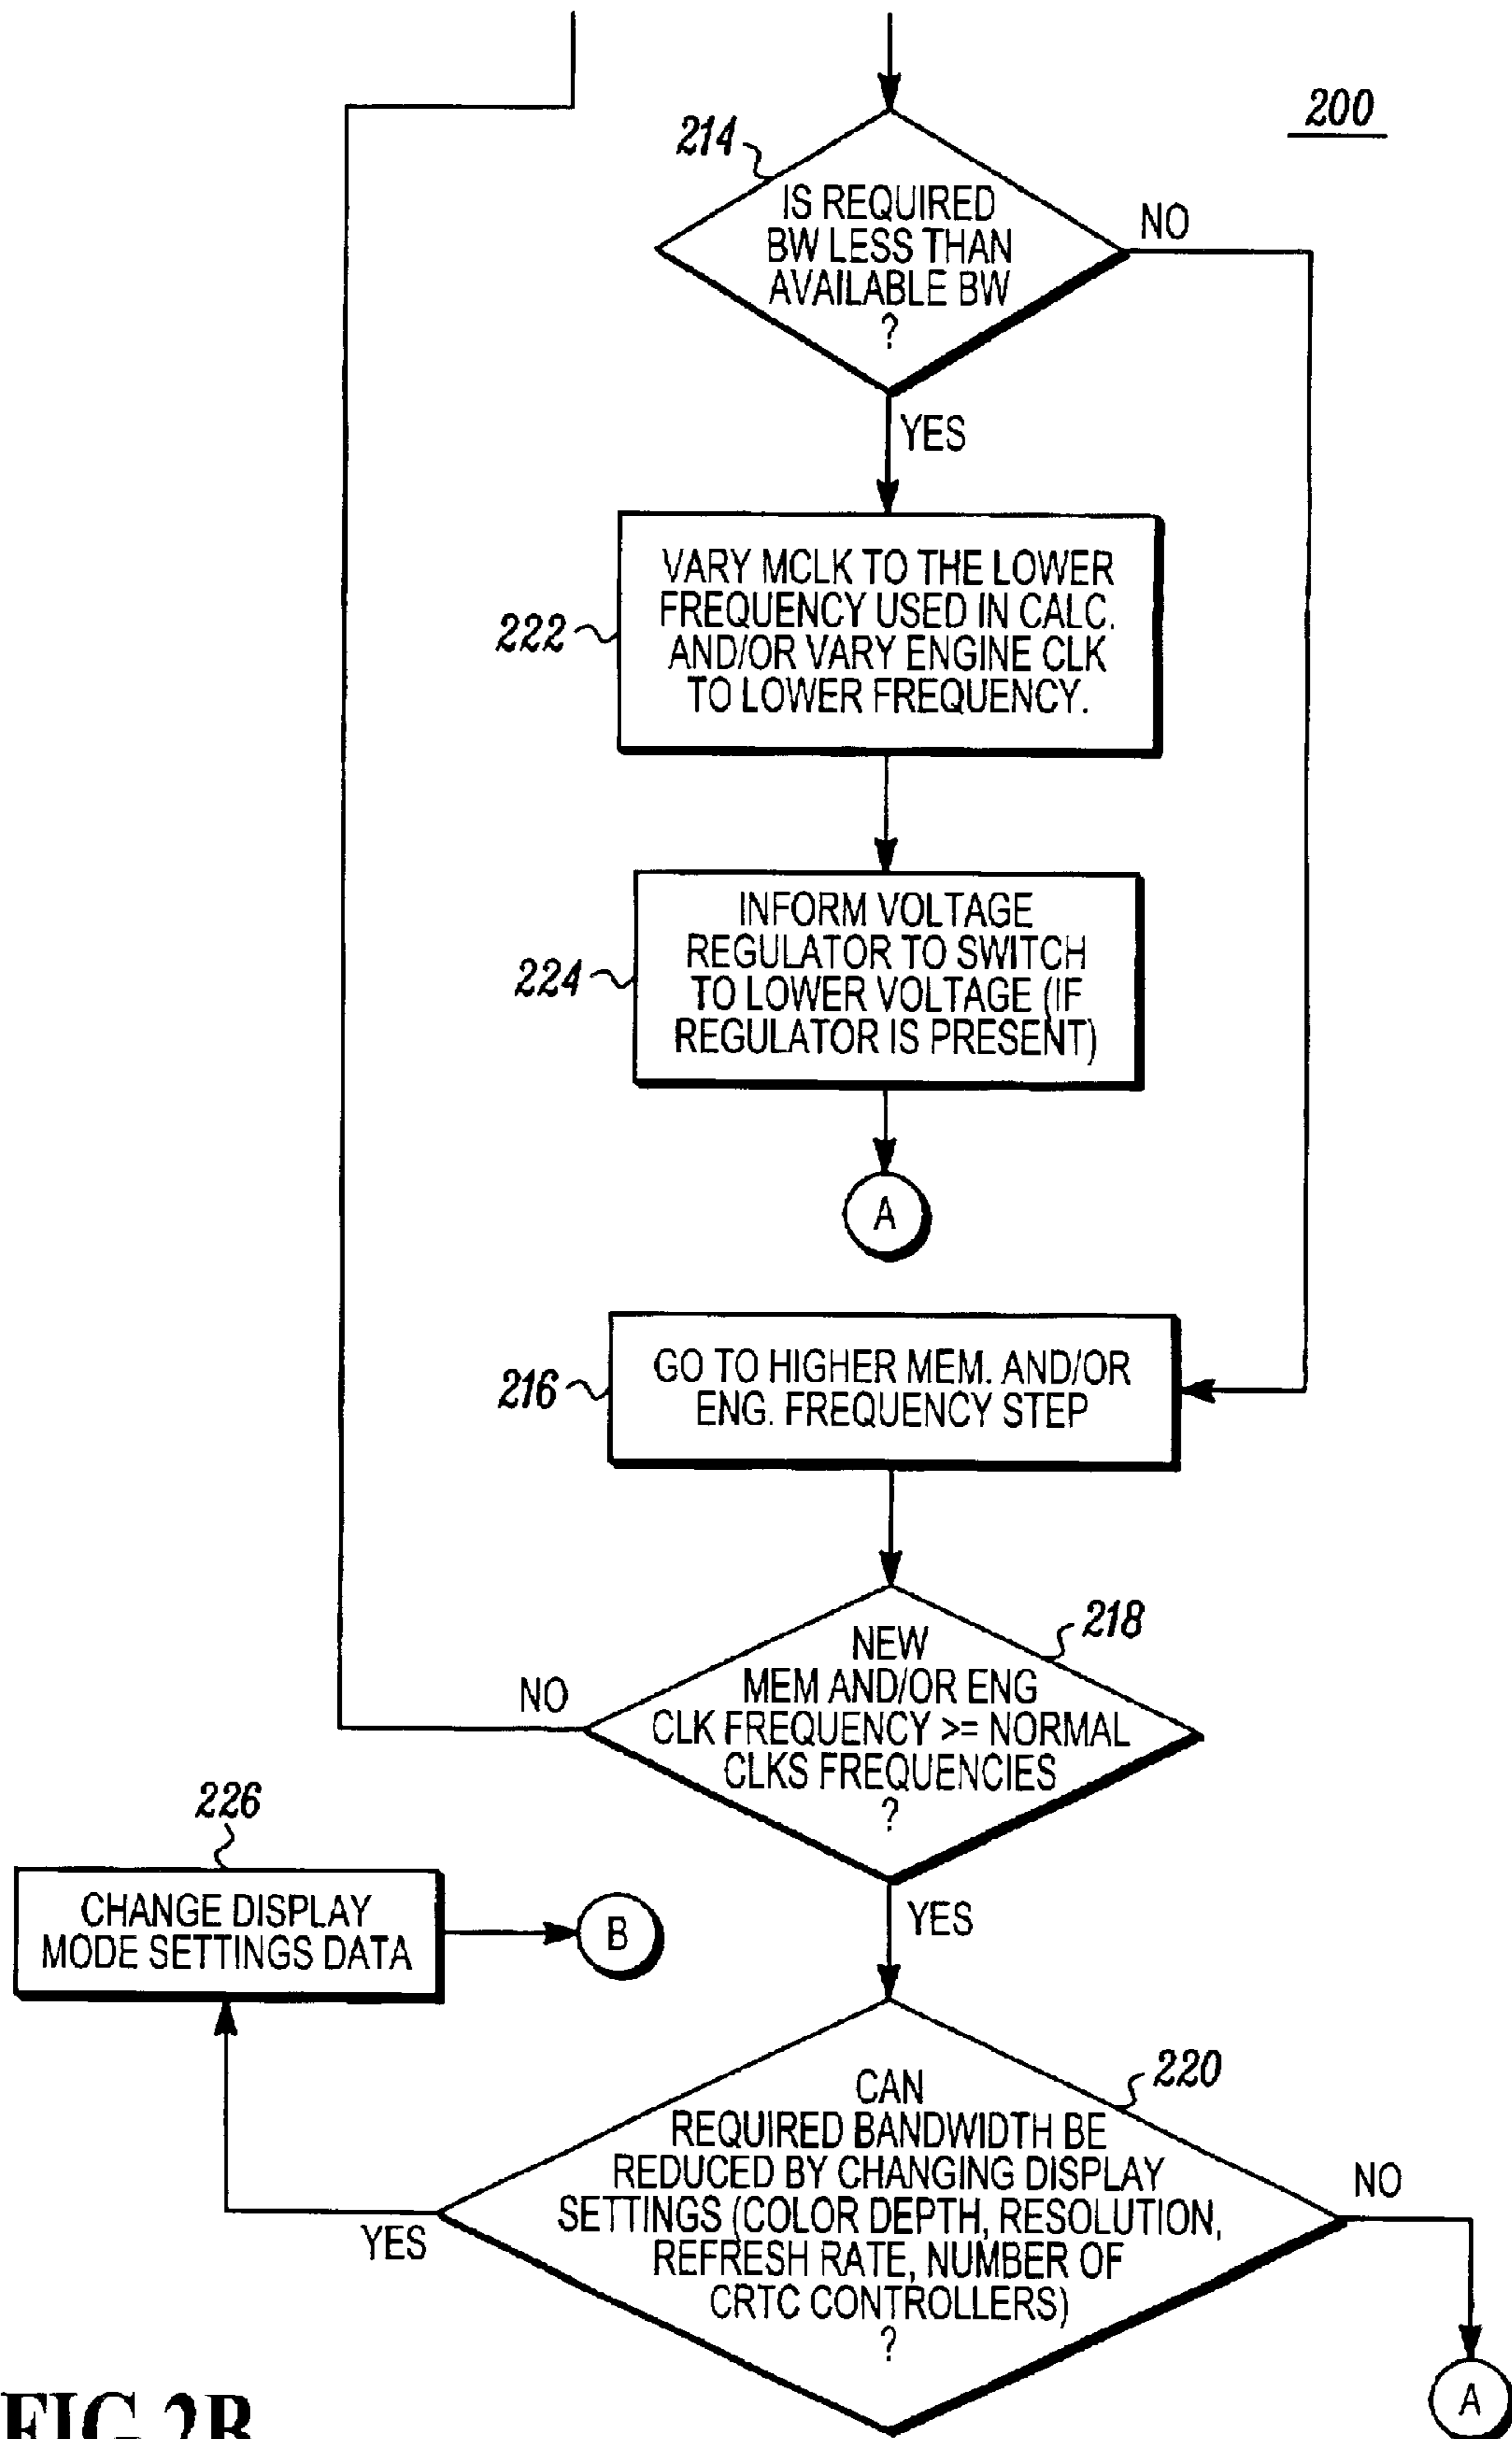 200
214
IS REQUIRED
BW LESS THAN
AVAILABLE BW
?
NO
YES
222
VARY MCLK TO THE LOWER
FREQUENCY USED IN CALC.
AND/OR VARY ENGINE CLK
TO LOWER FREQUENCY.
224
INFORM VOLTAGE
REGULATOR TO SWITCH
TO LOWER VOLTAGE (IF
REGULATOR IS PRESENT)
A
216
GO TO HIGHER MEM. AND/OR
ENG. FREQUENCY STEP
218
NEW
MEM AND/OR ENG
CLK FREQUENCY >= NORMAL
CLKS FREQUENCIES
?
NO
YES
226
CHANGE DISPLAY
MODE SETTINGS DATA
B
220
CAN
REQUIRED BANDWIDTH BE
REDUCED BY CHANGING DISPLAY
SETTINGS (COLOR DEPTH, RESOLUTION,
REFRESH RATE, NUMBER OF
CRTC CONTROLLERS)
?
YES
NO
A
FIG 2B